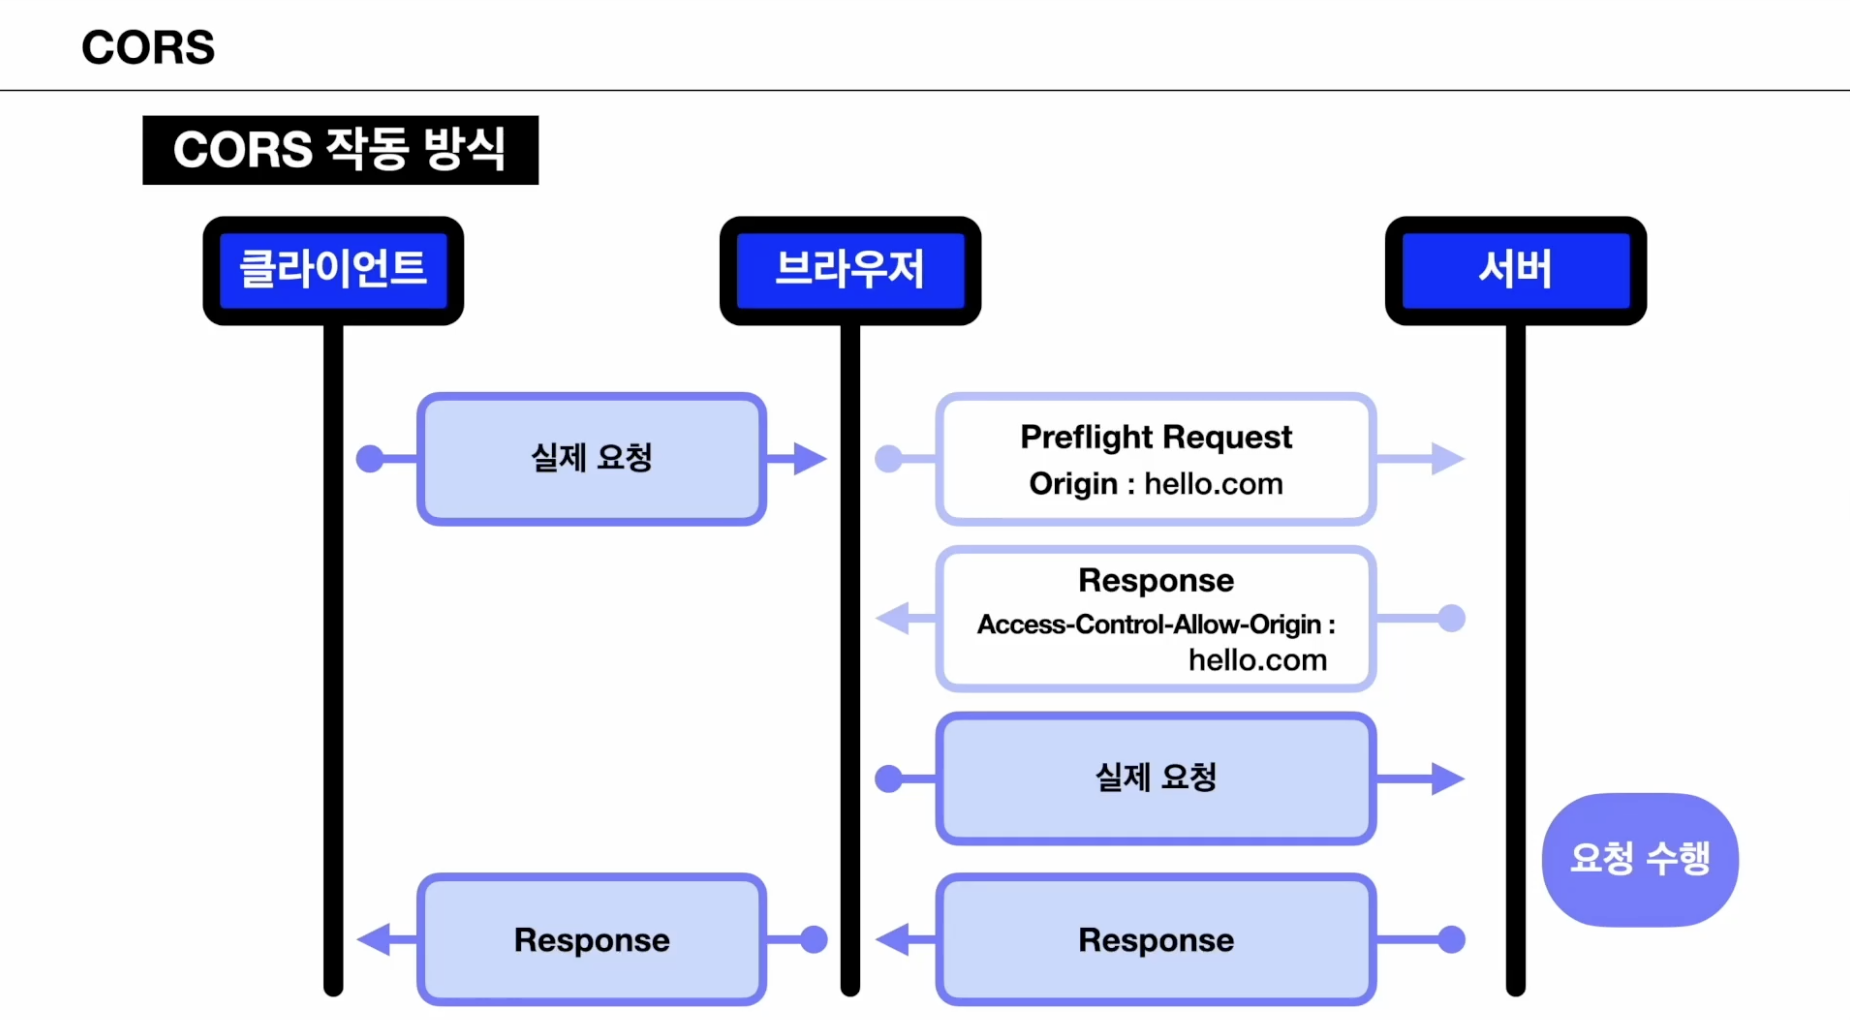 CORS
CORS 작동 방식
클라이언트
브라우저
서버
실제 요청
Preflight Request
Origin : hello.com
Response
Access-Control-Allow-Origin :
hello.com
실제 요청
요청 수행
Response
Response